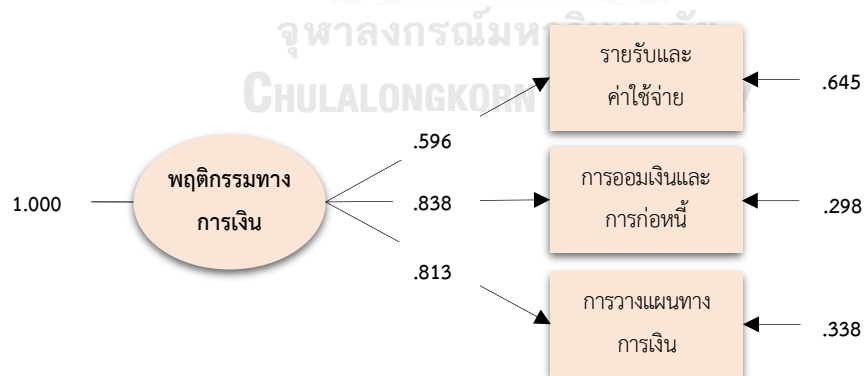 จุฬาลงกรณ์มหาวิทยาลัย
CHULALONGKORN
รายรับและ
ค่าใช้จ่าย
.645
.596
พฤติกรรมทาง
การเงิน
1.000
.838
การออมเงินและ
การก่อหนี้
.298
.813
การวางแผนทาง
การเงิน
.338